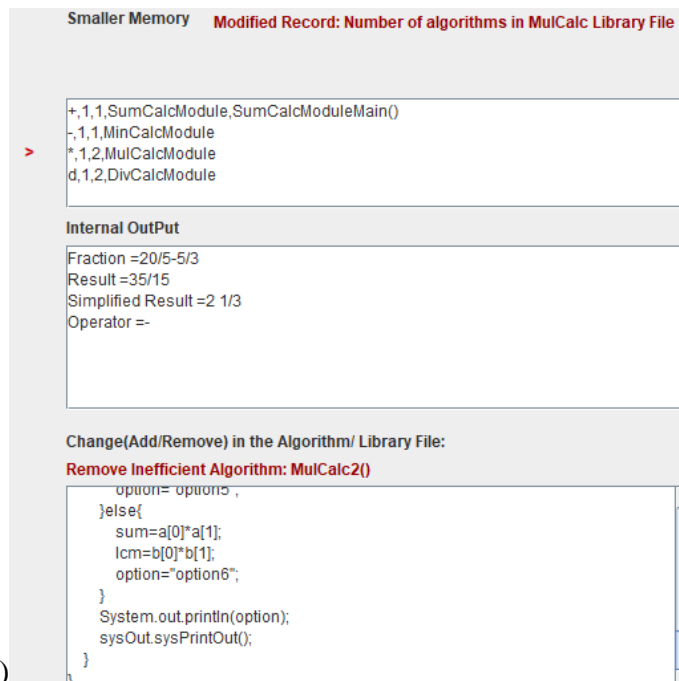 Smaller Memory Modified Record: Number of algorithms in MulCalc Library File
+,1,1,SumCalcModule,SumCalcModuleMain()
-,1,1,MinCalcModule
> *,1,2,MulCalcModule
d,1,2,DivCalcModule
Internal OutPut
Fraction =20/5-5/3
Result =35/15
Simplified Result =2 1/3
Operator =-
Change(Add/Remove) in the Algorithm/ Library File:
Remove Inefficient Algorithm: MulCalc2()
option="option5";
}else{
sum=a[0]*a[1];
lcm=b[0]*b[1];
option="option6";
}
System.out.println(option);
sysOut.sysPrintOut();
}
)
}